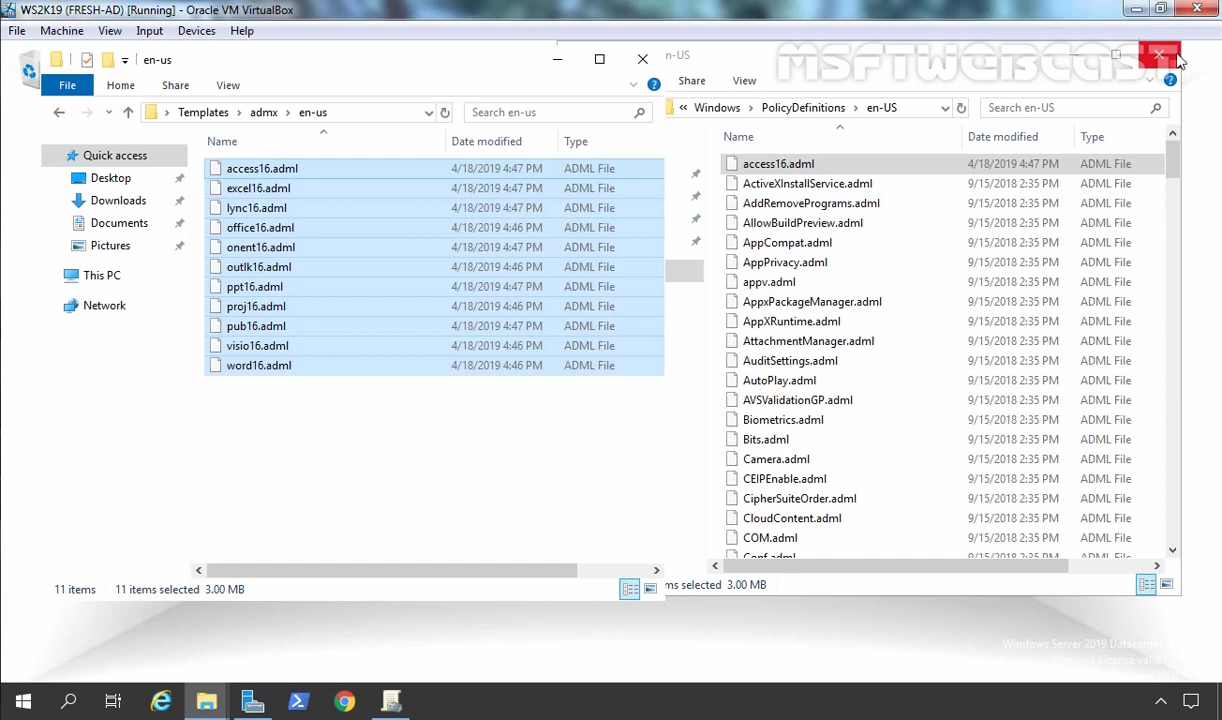 WS2K19 (FRESH-AD) [Running] - Oracle VM VirtualBox
File Machine View Input Devices Help
MSFTWEBCAST
en-us
File Home Share View
Templates > admx > en-us
Search en-us
Name Date modified Type
Quick access
Desktop
Downloads
Documents
Pictures
This PC
Network
access16.adml 4/18/2019 4:47 PM ADML File
excel16.adml 4/18/2019 4:47 PM ADML File
lync16.adml 4/18/2019 4:47 PM ADML File
office16.adml 4/18/2019 4:47 PM ADML File
onent16.adml 4/18/2019 4:47 PM ADML File
outlk16.adml 4/18/2019 4:46 PM ADML File
ppt16.adml 4/18/2019 4:47 PM ADML File
proj16.adml 4/18/2019 4:46 PM ADML File
pub16.adml 4/18/2019 4:47 PM ADML File
visio16.adml 4/18/2019 4:46 PM ADML File
word16.adml 4/18/2019 4:46 PM ADML File
11 items 11 items selected 3.00 MB
n-US
Share View
« Windows > PolicyDefinitions > en-US
Search en-US
Name Date modified Type
access16.adml 4/18/2019 4:47 PM ADML File
ActiveXInstallService.adml 9/15/2018 2:35 PM ADML File
AddRemovePrograms.adml 9/15/2018 2:35 PM ADML File
AllowBuildPreview.adml 9/15/2018 2:35 PM ADML File
AppCompat.adml 9/15/2018 2:35 PM ADML File
AppPrivacy.adml 9/15/2018 2:35 PM ADML File
appv.adml 9/15/2018 2:35 PM ADML File
AppxPackageManager.adml 9/15/2018 2:35 PM ADML File
AppXRuntime.adml 9/15/2018 2:35 PM ADML File
AttachmentManager.adml 9/15/2018 2:35 PM ADML File
AuditSettings.adml 9/15/2018 2:35 PM ADML File
AutoPlay.adml 9/15/2018 2:35 PM ADML File
AVSValidationGP.adml 9/15/2018 2:35 PM ADML File
Biometrics.adml 9/15/2018 2:35 PM ADML File
Bits.adml 9/15/2018 2:35 PM ADML File
Camera.adml 9/15/2018 2:35 PM ADML File
CEIPEnable.adml 9/15/2018 2:35 PM ADML File
CipherSuiteOrder.adml 9/15/2018 2:35 PM ADML File
CloudContent.adml 9/15/2018 2:35 PM ADML File
COM.adml 9/15/2018 2:35 PM ADML File
Conf.adml
ms selected 3.00 MB
Windows Server 2019 Datacenter